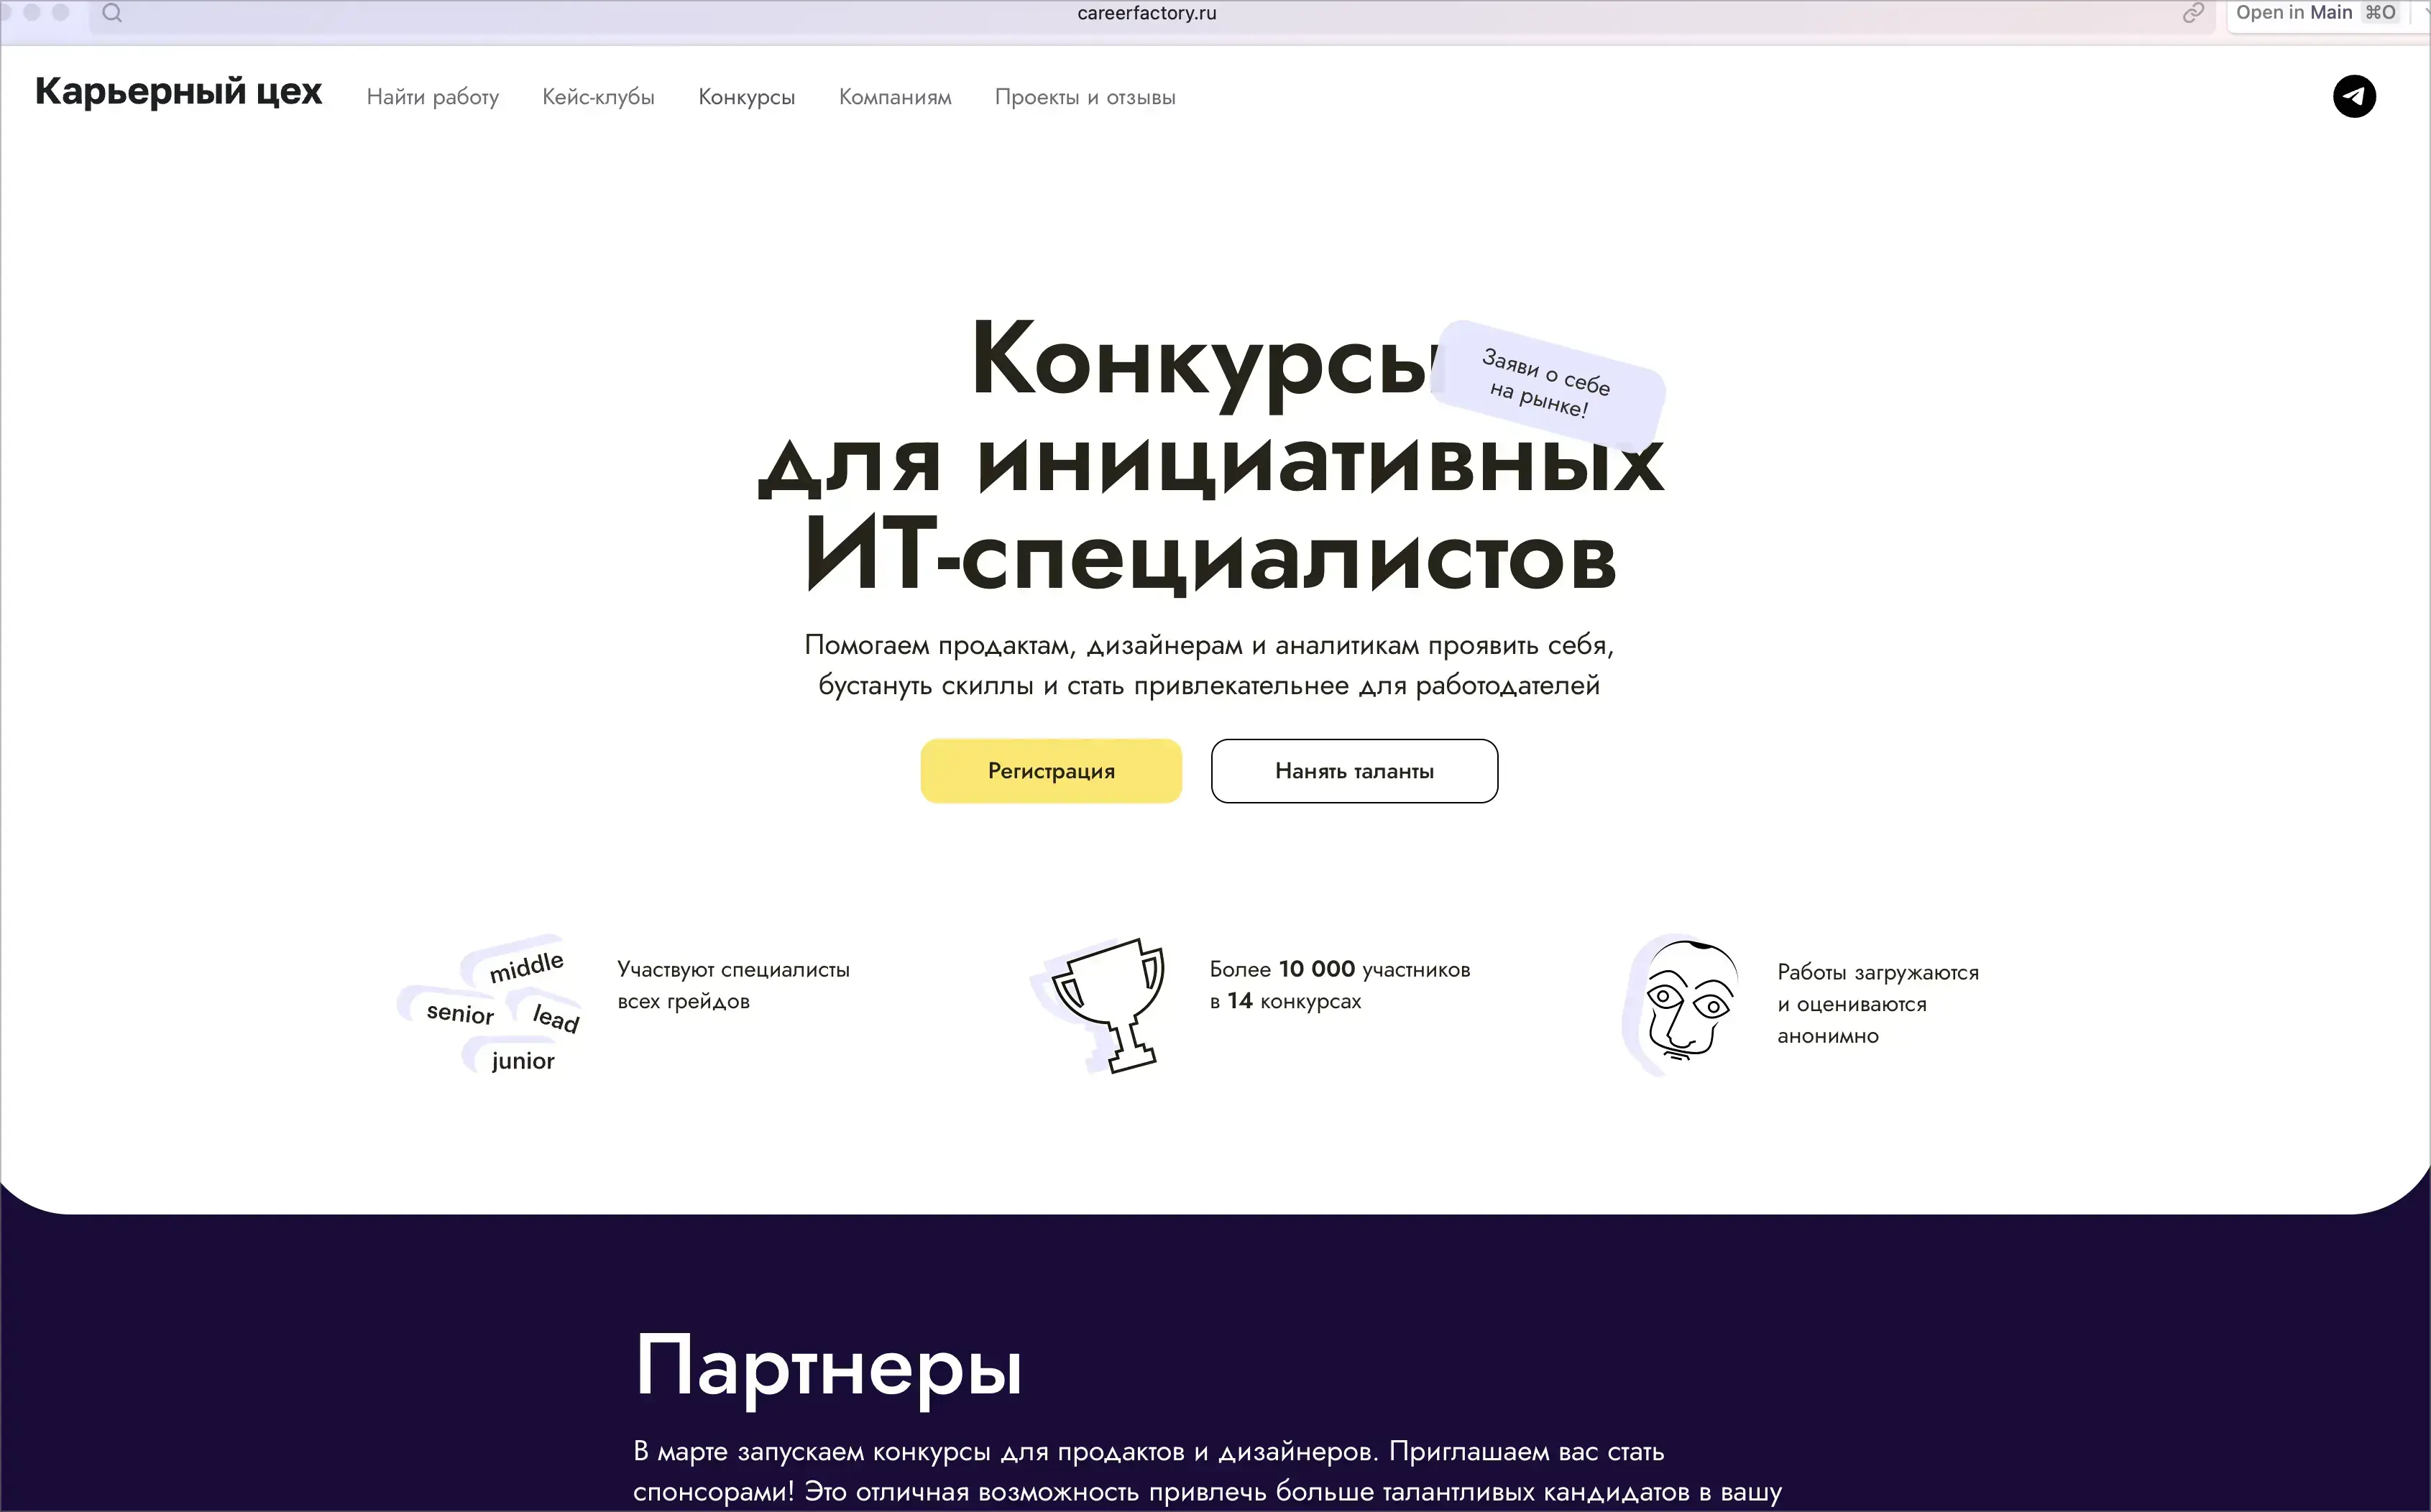 careerfactory.ru
Open in Main ⌘O
Карьерный цех
Найти работу
Кейс-клубы
Конкурсы
Компаниям
Проекты и отзывы
Конкурсы
Заяви о себе
на рынке!
для инициативных
ИТ-специалистов
Помогаем продактам, дизайнерам и аналитикам проявить себя,
бустануть скиллы и стать привлекательнее для работодателей
Регистрация
Нанять таланты
middle
senior
lead
junior
Участвуют специалисты
всех грейдов
Более 10 000 участников
в 14 конкурсах
Работы загружаются
и оцениваются
анонимно
Партнеры
В марте запускаем конкурсы для продактов и дизайнеров. Приглашаем вас стать
спонсорами! Это отличная возможность привлечь больше талантливых кандидатов в вашу